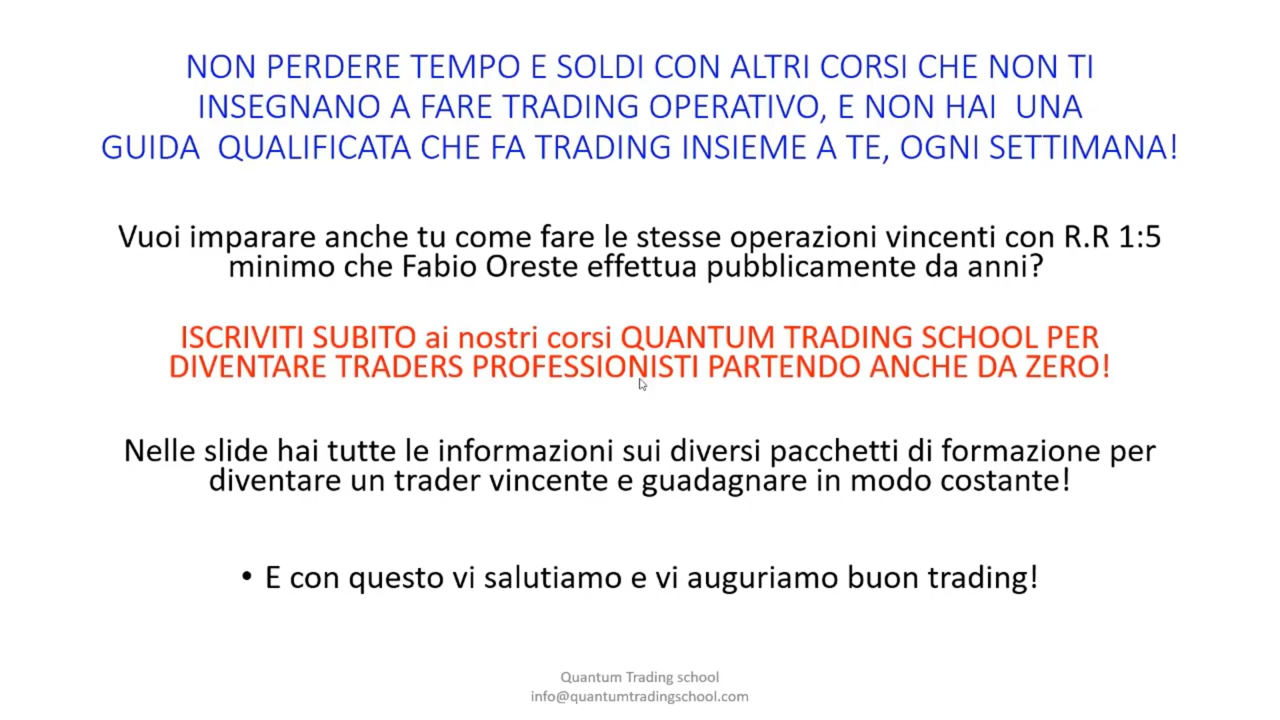 NON PERDERE TEMPO E SOLDI CON ALTRI CORSI CHE NON TI
INSEGNANO A FARE TRADING OPERATIVO, E NON HAI  UNA
GUIDA  QUALIFICATA CHE FA TRADING INSIEME A TE, OGNI SETTIMANA!
Vuoi imparare anche tu come fare le stesse operazioni vincenti con R.R 1:5
minimo che Fabio Oreste effettua pubblicamente da anni?
ISCRIVITI SUBITO ai nostri corsi QUANTUM TRADING SCHOOL PER
DIVENTARE TRADERS PROFESSIONISTI PARTENDO ANCHE DA ZERO!
Nelle slide hai tutte le informazioni sui diversi pacchetti di formazione per
diventare un trader vincente e guadagnare in modo costante!
• E con questo vi salutiamo e vi auguriamo buon trading!
Quantum Trading school
info@quantumtradingschool.com